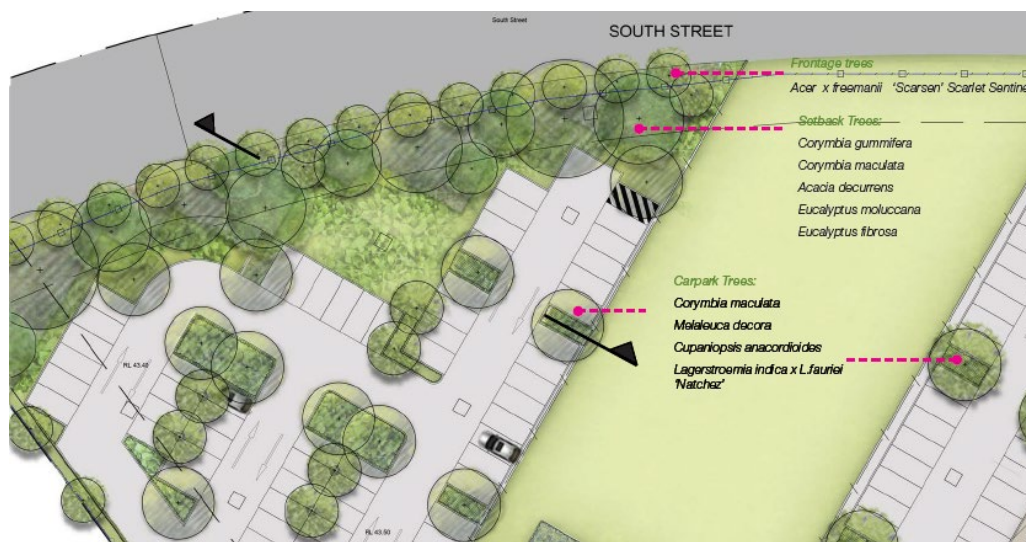 South Street
SOUTH STREET
Frontage trees
Acer x freemanii 'Scarsen' Scarlet Sentine
Setback Trees:
Corymbia gummifera
Corymbia maculata
Acacia decurrens
Eucalyptus moluccana
Eucalyptus fibrosa
Carpark Trees:
Corymbia maculata
Melaleuca decora
Cupaniopsis anacordioides
Lagerstroemia indica x L.fauriei
'Natchez'
RL 43.40
RL 43.50